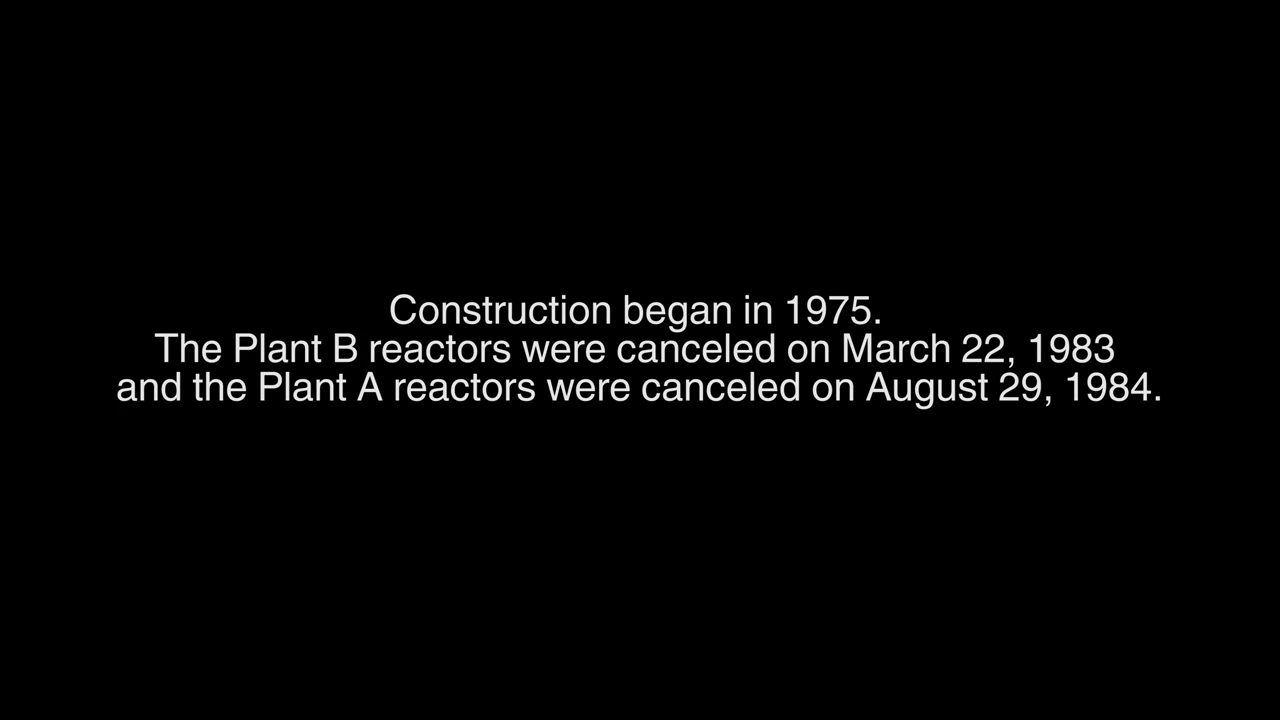 Construction began in 1975.
The Plant B reactors were canceled on March 22, 1983
and the Plant A reactors were canceled on August 29, 1984.